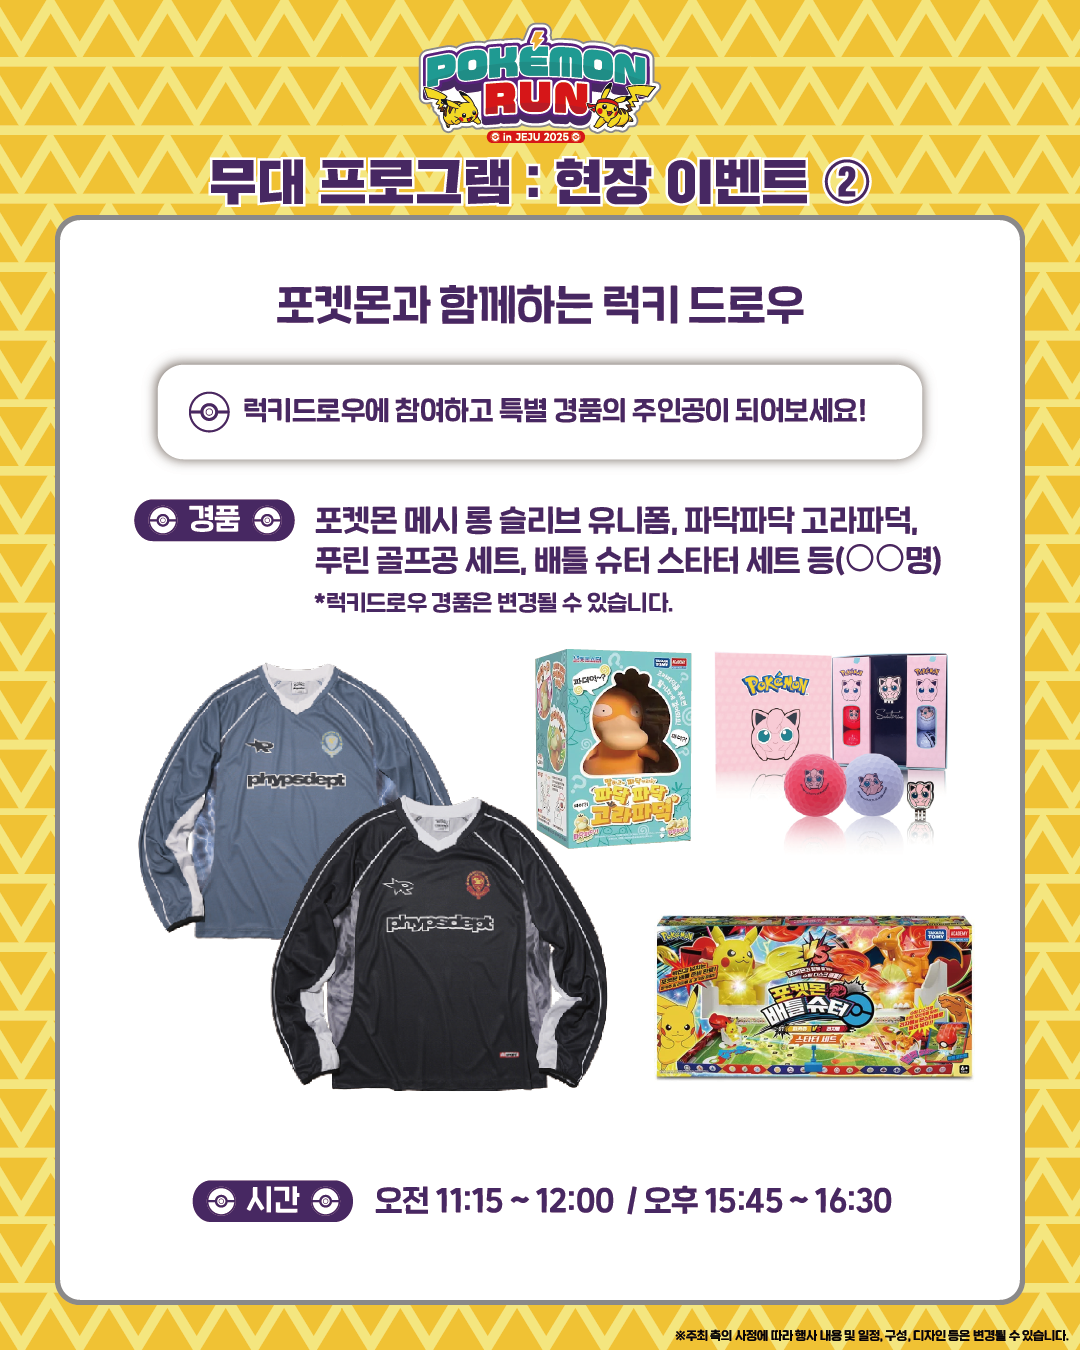 POKÉMON
RUN
in JEJU 2025
무대 프로그램 : 현장 이벤트 ②
포켓몬과 함께하는 럭키 드로우
럭키드로우에 참여하고 특별 경품의 주인공이 되어보세요!
경품
포켓몬 메시 롱 슬리브 유니폼, 파닥파닥 고라파덕,
푸린 골프공 세트, 배틀 슈터 스타터 세트 등(○○명)
*럭키드로우 경품은 변경될 수 있습니다.
phypsdept
phypsdept
TAKARA TOMY
ACADEMY
파닥 파닥
고라파덕
POKéMON
POKéMON
TAKARA TOMY
ACADEMY
VS
포켓몬
배틀 슈터
스타터 세트
시간
오전 11:15 ~ 12:00 / 오후 15:45 ~ 16:30
※주최 측의 사정에 따라 행사 내용 및 일정, 구성, 디자인 등은 변경될 수 있습니다.